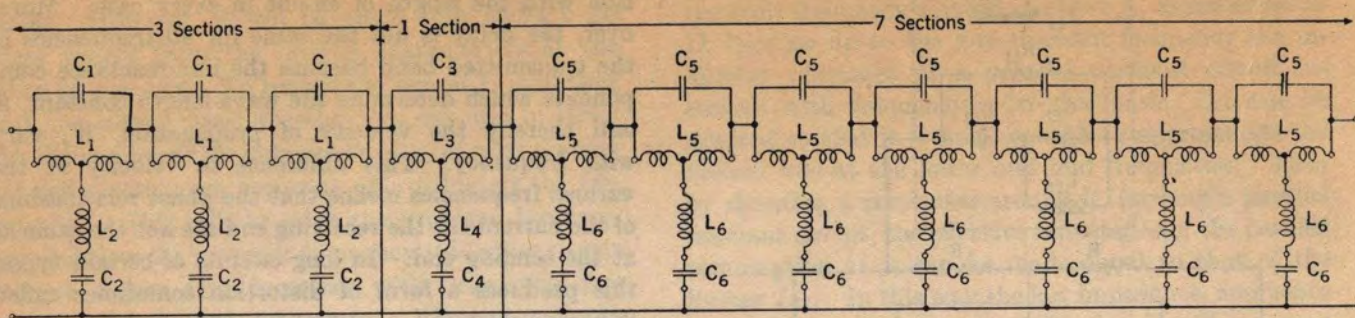 3 Sections 1 Section 7 Sections
C1 C1 C1 C3 C5 C5 C5 C5 C5 C5 C5
L1 L1 L1 L3 L5 L5 L5 L5 L5 L5 L5
L2 L2 L2 L4 L6 L6 L6 L6 L6 L6 L6
C2 C2 C2 C4 C6 C6 C6 C6 C6 C6 C6